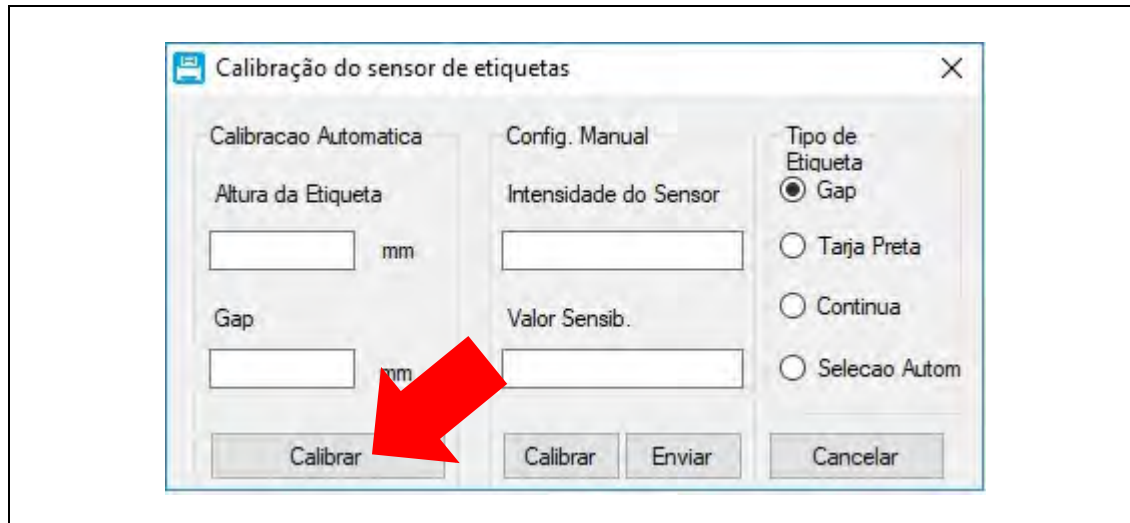 Calibração do sensor de etiquetas
Calibracao Automatica
Altura da Etiqueta
mm
Gap
mm
Calibrar
Config. Manual
Intensidade do Sensor
Valor Sensib.
Calibrar
Enviar
Tipo de
Etiqueta
Gap
Tarja Preta
Continua
Selecao Autom
Cancelar